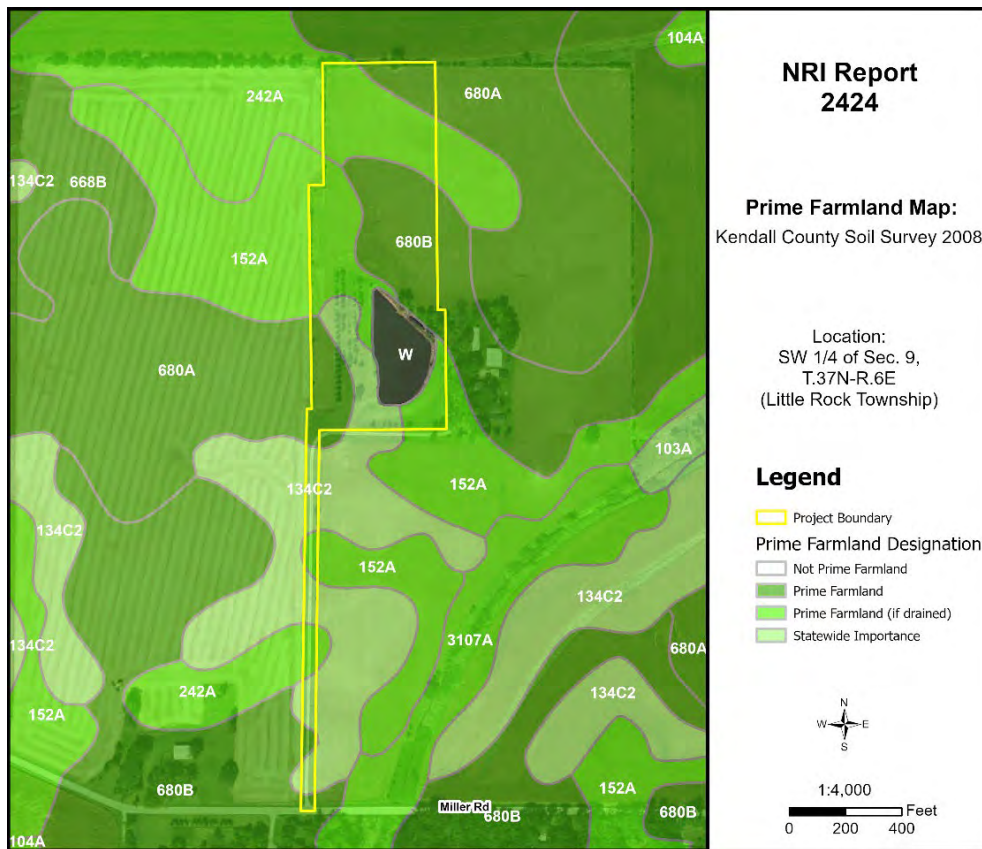 104A
680A
242A
134C2
668B
680B
152A
W
680A
103A
152A
134C2
134C2
152A
134C2
3107A
134C2
680A
134C2
242A
152A
680B
152A
Miller Rd
680B
680B
104A
NRI Report
2424
Prime Farmland Map:
Kendall County Soil Survey 2008
Location:
SW 1/4 of Sec. 9,
T.37N-R.6E
(Little Rock Township)
Legend
Project Boundary
Prime Farmland Designation
Not Prime Farmland
Prime Farmland
Prime Farmland (if drained)
Statewide Importance
N
W E
S
1:4,000
Feet
0 200 400